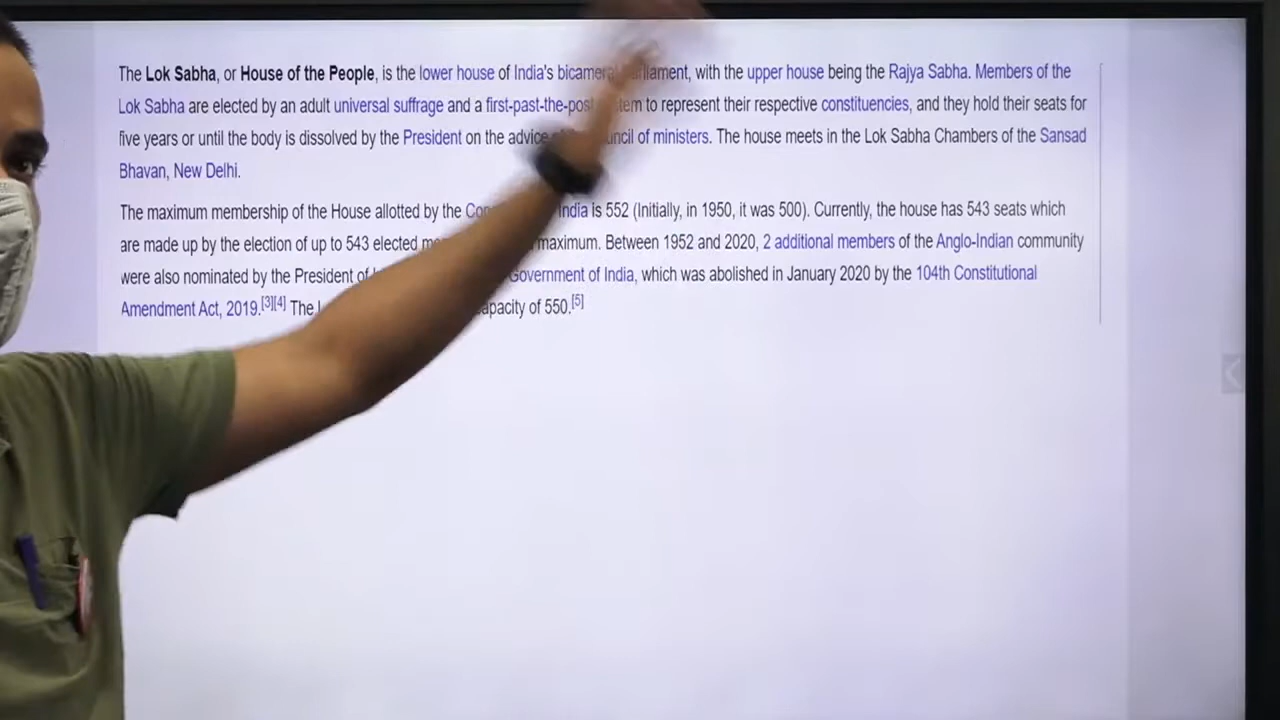 The Lok Sabha, or House of the People, is the lower house of India's bicameral Parliament, with the upper house being the Rajya Sabha. Members of the
Lok Sabha are elected by an adult universal suffrage and a first-past-the-post system to represent their respective constituencies, and they hold their seats for
five years or until the body is dissolved by the President on the advice council of ministers. The house meets in the Lok Sabha Chambers of the Sansad
Bhavan, New Delhi.
The maximum membership of the House allotted by the India is 552 (Initially, in 1950, it was 500). Currently, the house has 543 seats which
are made up by the election of up to 543 elected maximum. Between 1952 and 2020, 2 additional members of the Anglo-Indian community
were also nominated by the President of Government of India, which was abolished in January 2020 by the 104th Constitutional
Amendment Act, 2019.[3][4] The capacity of 550.[5]